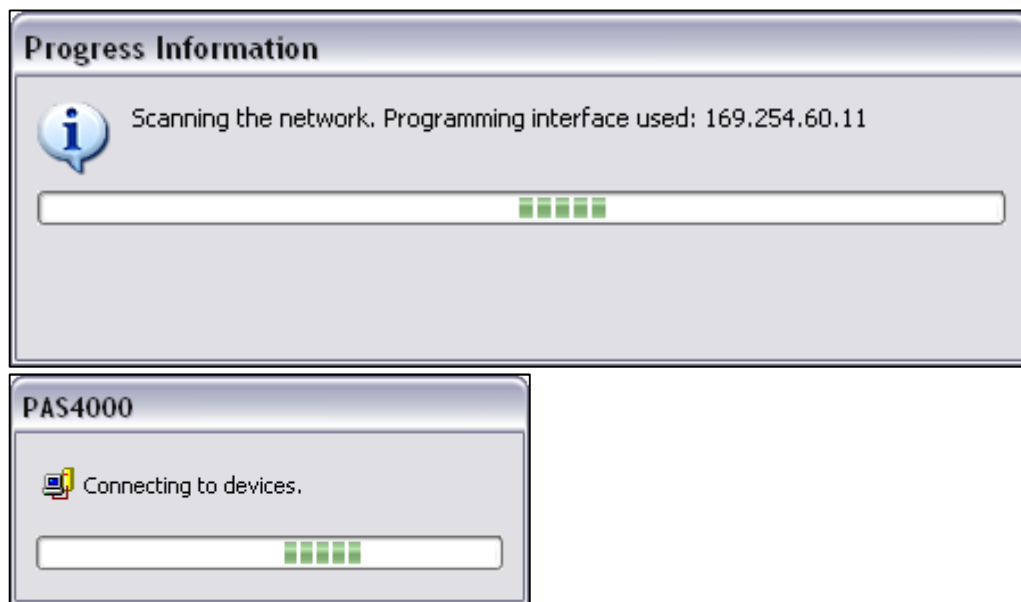 Progress Information
Scanning the network. Programming interface used: 169.254.60.11
PAS4000
Connecting to devices.